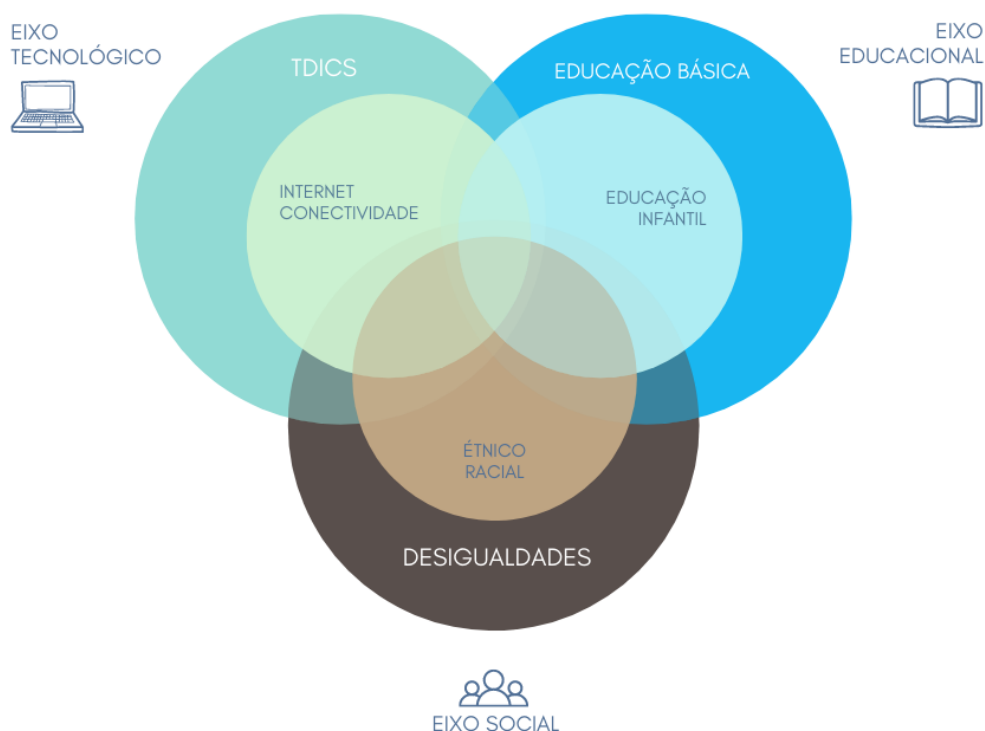 EIXO
TECNOLÓGICO
TDICS
EDUCAÇÃO BÁSICA
EIXO
EDUCACIONAL
INTERNET
CONECTIVIDADE
EDUCAÇÃO
INFANTIL
ÉTNICO
RACIAL
DESIGUALDADES
EIXO SOCIAL